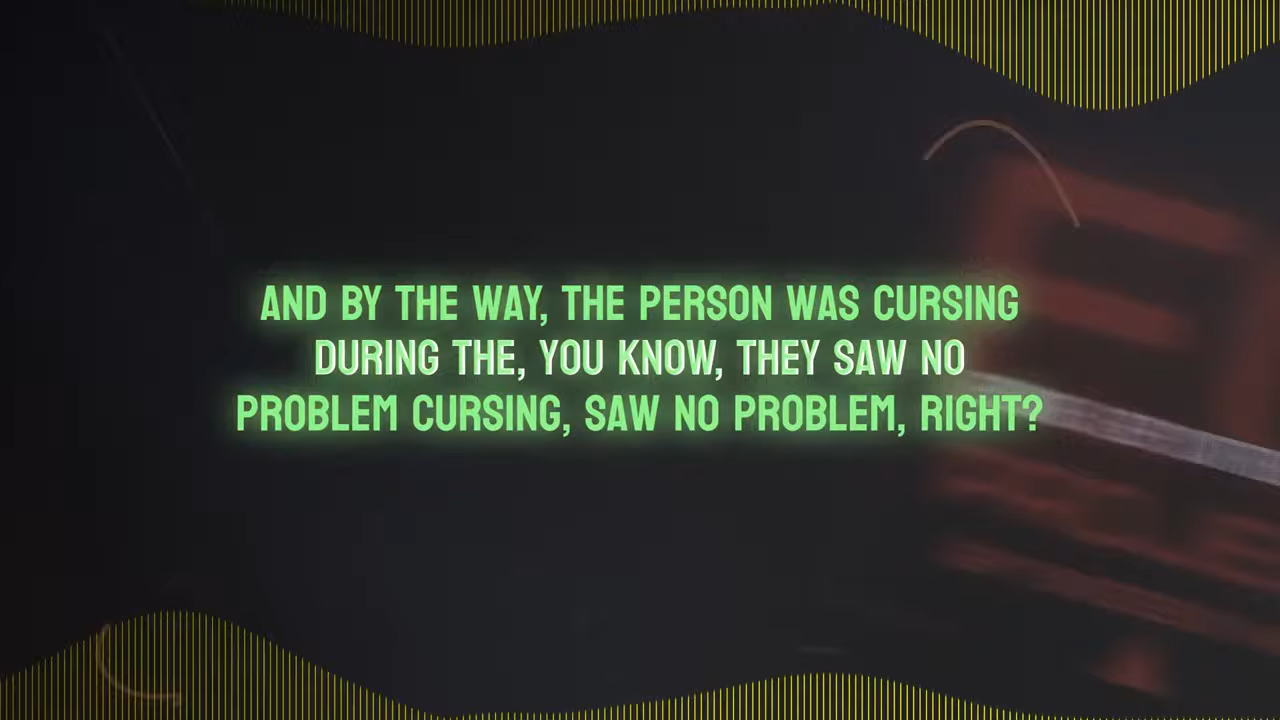 AND BY THE WAY, THE PERSON WAS CURSING
DURING THE, YOU KNOW, THEY SAW NO
PROBLEM CURSING, SAW NO PROBLEM, RIGHT?